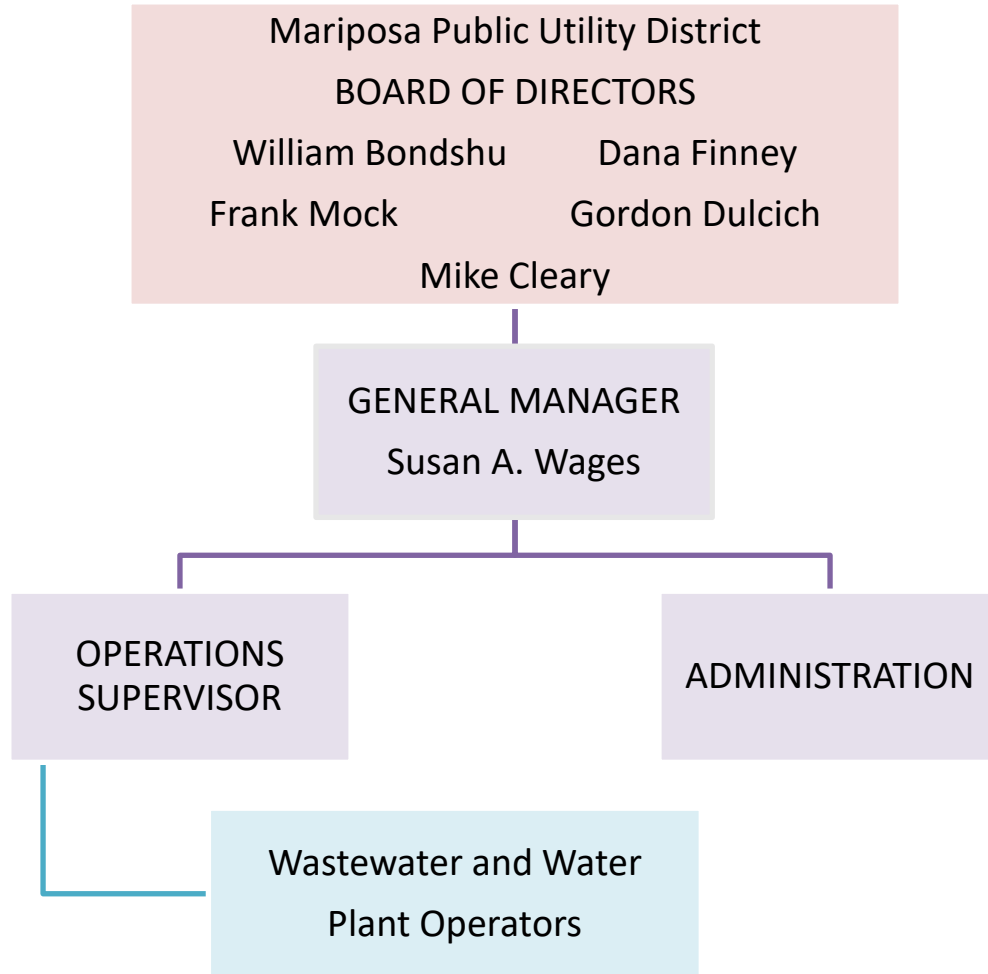 Mariposa Public Utility District
BOARD OF DIRECTORS
William Bondshu Dana Finney
Frank Mock Gordon Dulcich
Mike Cleary
GENERAL MANAGER
Susan A. Wages
OPERATIONS
SUPERVISOR
ADMINISTRATION
Wastewater and Water
Plant Operators